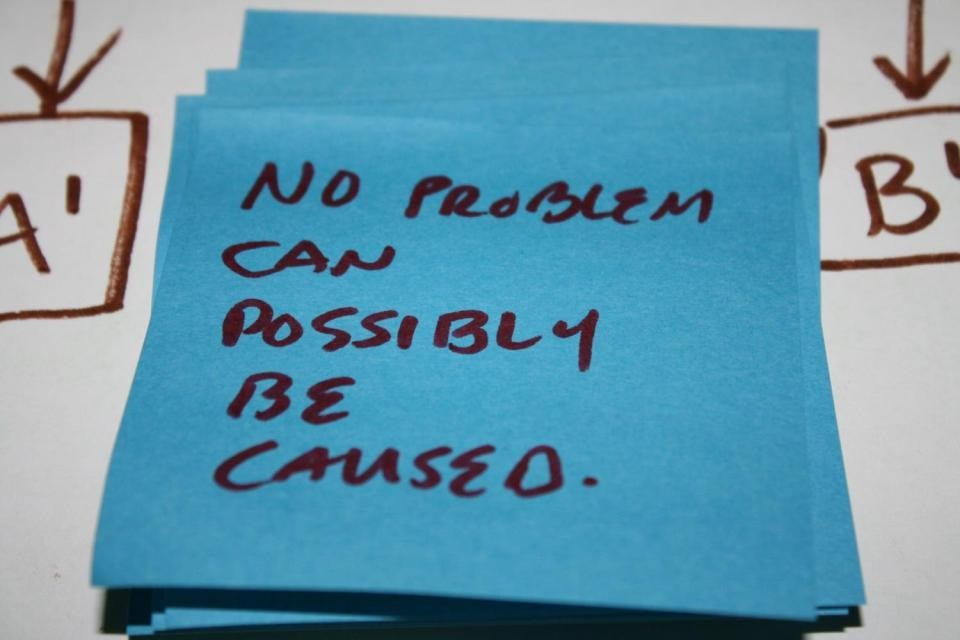 A'
B'
NO PROBLEM
CAN
POSSIBLY
BE
CAUSED.